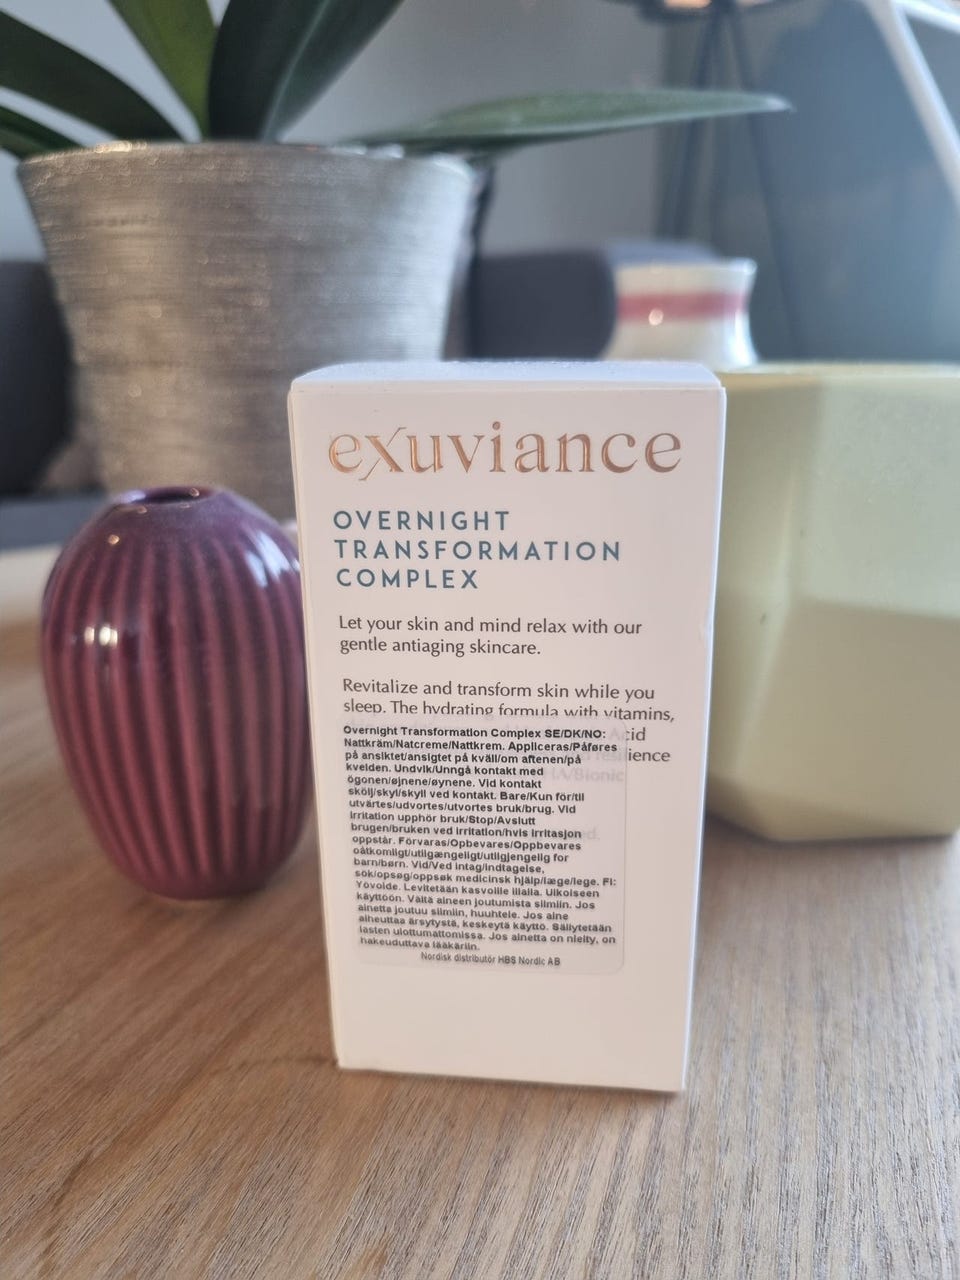 exuviance
OVERNIGHT
TRANSFORMATION
COMPLEX
Let your skin and mind relax with our
gentle antiaging skincare.
Revitalize and transform skin while you
sleep. The hydrating formula with vitamins,
Overnight Transformation Complex SE/DK/NO:
Nattkräm/Natcreme/Nattkrem. Appliceras/Påføres
på ansiktet/ansigtet på kväll/om aftenen/på
kvelden. Undvik/Unngå kontakt med
ögonen/øjnene/øynene. Vid kontakt
skölj/skyl/skyll ved kontakt. Bare/Kun för/til
utvärtes/udvortes/utvortes bruk/brug. Vid
irritation upphör bruk/Stop/Avslutt
brugen/bruken ved irritation/hvis irritasjon
oppstår. Förvaras/Opbevares/Oppbevares
oåtkomligt/utilgængeligt/utilgjengelig for
barn/børn. Vid/Ved intag/indtagelse,
sök/opsøg/oppsøk medicinsk hjälp/læge/lege. FI:
Yövoide. Levitetään kasvoille illalla. Ulkoiseen
käyttöön. Vältä aineen joutumista silmiin. Jos
ainetta joutuu silmiin, huuhtele. Jos aine
aiheuttaa ärsytystä, keskeytä käyttö. Säilytetään
lasten ulottumattomissa. Jos ainetta on nielty, on
hakeuduttava lääkäriin.
Nordisk distributör HBS Nordic AB